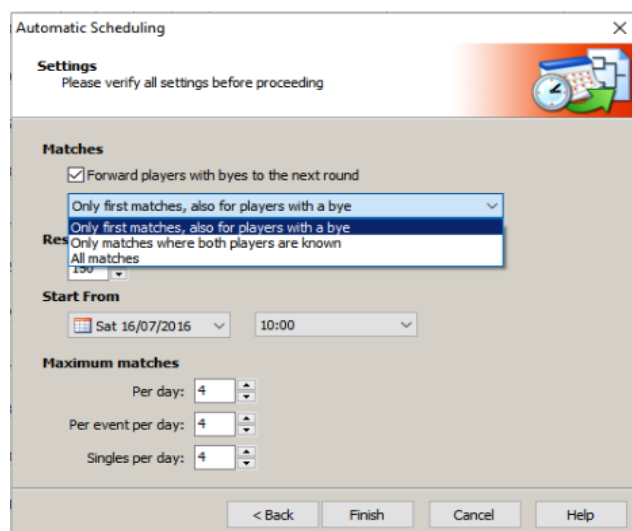 Automatic Scheduling
Settings
Please verify all settings before proceeding
Matches
Forward players with byes to the next round
Only first matches, also for players with a bye
Only first matches, also for players with a bye
Only matches where both players are known
All matches
Start From
Sat 16/07/2016 10:00
Maximum matches
Per day: 4
Per event per day: 4
Singles per day: 4
< Back Finish Cancel Help